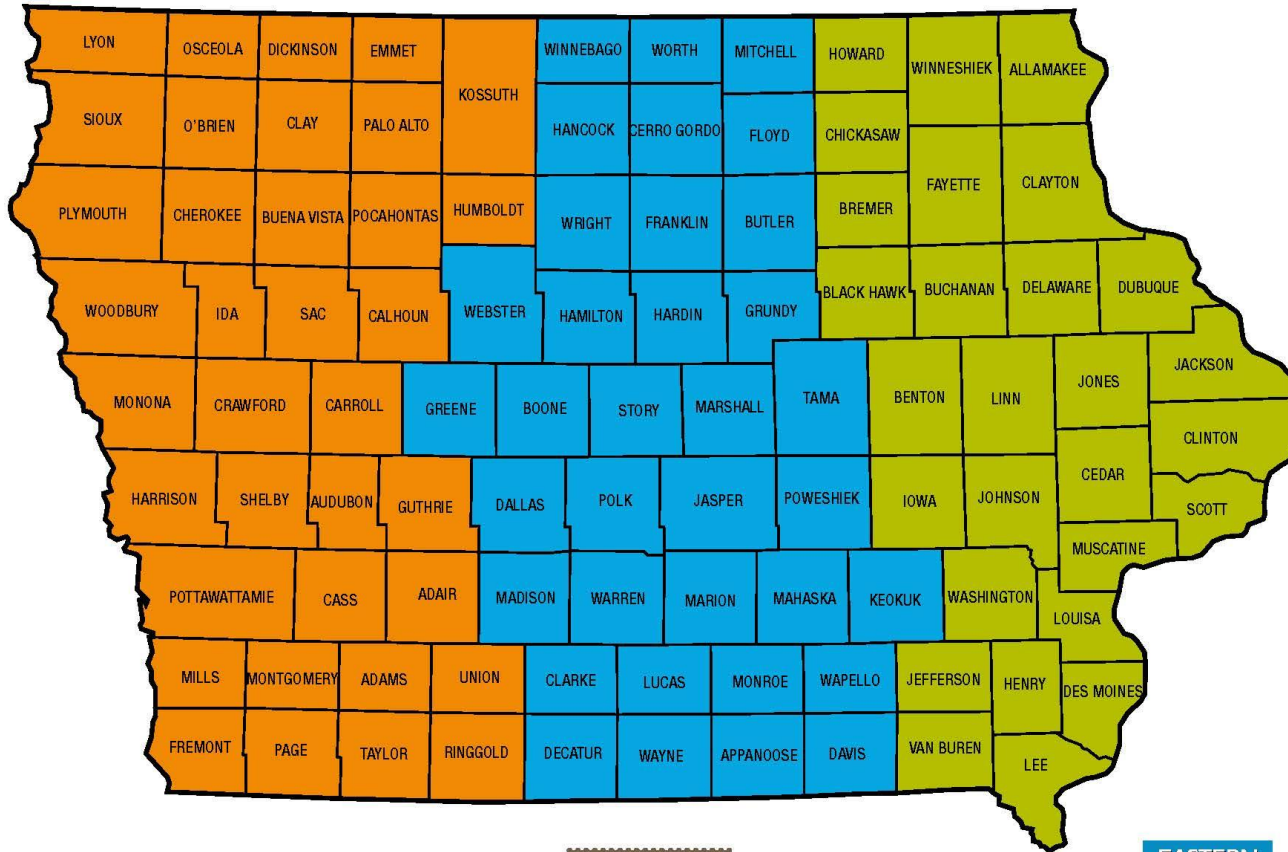 LYON
OSCEOLA
DICKINSON
EMMET
KOSSUTH
WINNEBAGO
WORTH
MITCHELL
HOWARD
WINNESHIEK
ALLAMAKEE
SIOUX
O'BRIEN
CLAY
PALO ALTO
HANCOCK
CERRO GORDO
FLOYD
CHICKASAW
FAYETTE
CLAYTON
PLYMOUTH
CHEROKEE
BUENA VISTA
POCAHONTAS
HUMBOLDT
WRIGHT
FRANKLIN
BUTLER
BREMER
WOODBURY
IDA
SAC
CALHOUN
WEBSTER
HAMILTON
HARDIN
GRUNDY
BLACK HAWK
BUCHANAN
DELAWARE
DUBUQUE
MONONA
CRAWFORD
CARROLL
GREENE
BOONE
STORY
MARSHALL
TAMA
BENTON
LINN
JONES
JACKSON
CLINTON
HARRISON
SHELBY
AUDUBON
GUTHRIE
DALLAS
POLK
JASPER
POWESHIEK
IOWA
JOHNSON
CEDAR
SCOTT
MUSCATINE
POTTAWATTAMIE
CASS
ADAIR
MADISON
WARREN
MARION
MAHASKA
KEOKUK
WASHINGTON
LOUISA
MILLS
MONTGOMERY
ADAMS
UNION
CLARKE
LUCAS
MONROE
WAPELLO
JEFFERSON
HENRY
DES MOINES
FREMONT
PAGE
TAYLOR
RINGGOLD
DECATUR
WAYNE
APPANOOSE
DAVIS
VAN BUREN
LEE
EASTERN